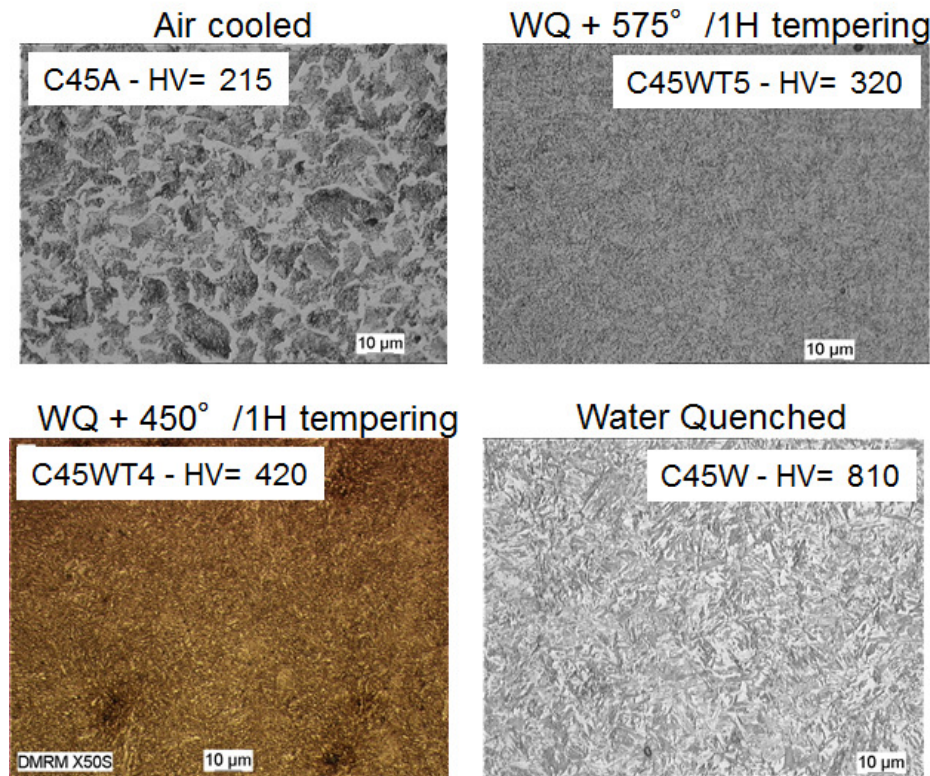 Air cooled
C45A - HV= 215
10 µm
WQ + 575° /1H tempering
C45WT5 - HV= 320
10 µm
WQ + 450° /1H tempering
C45WT4 - HV= 420
DMRM X50S
10 µm
Water Quenched
C45W - HV= 810
10 µm